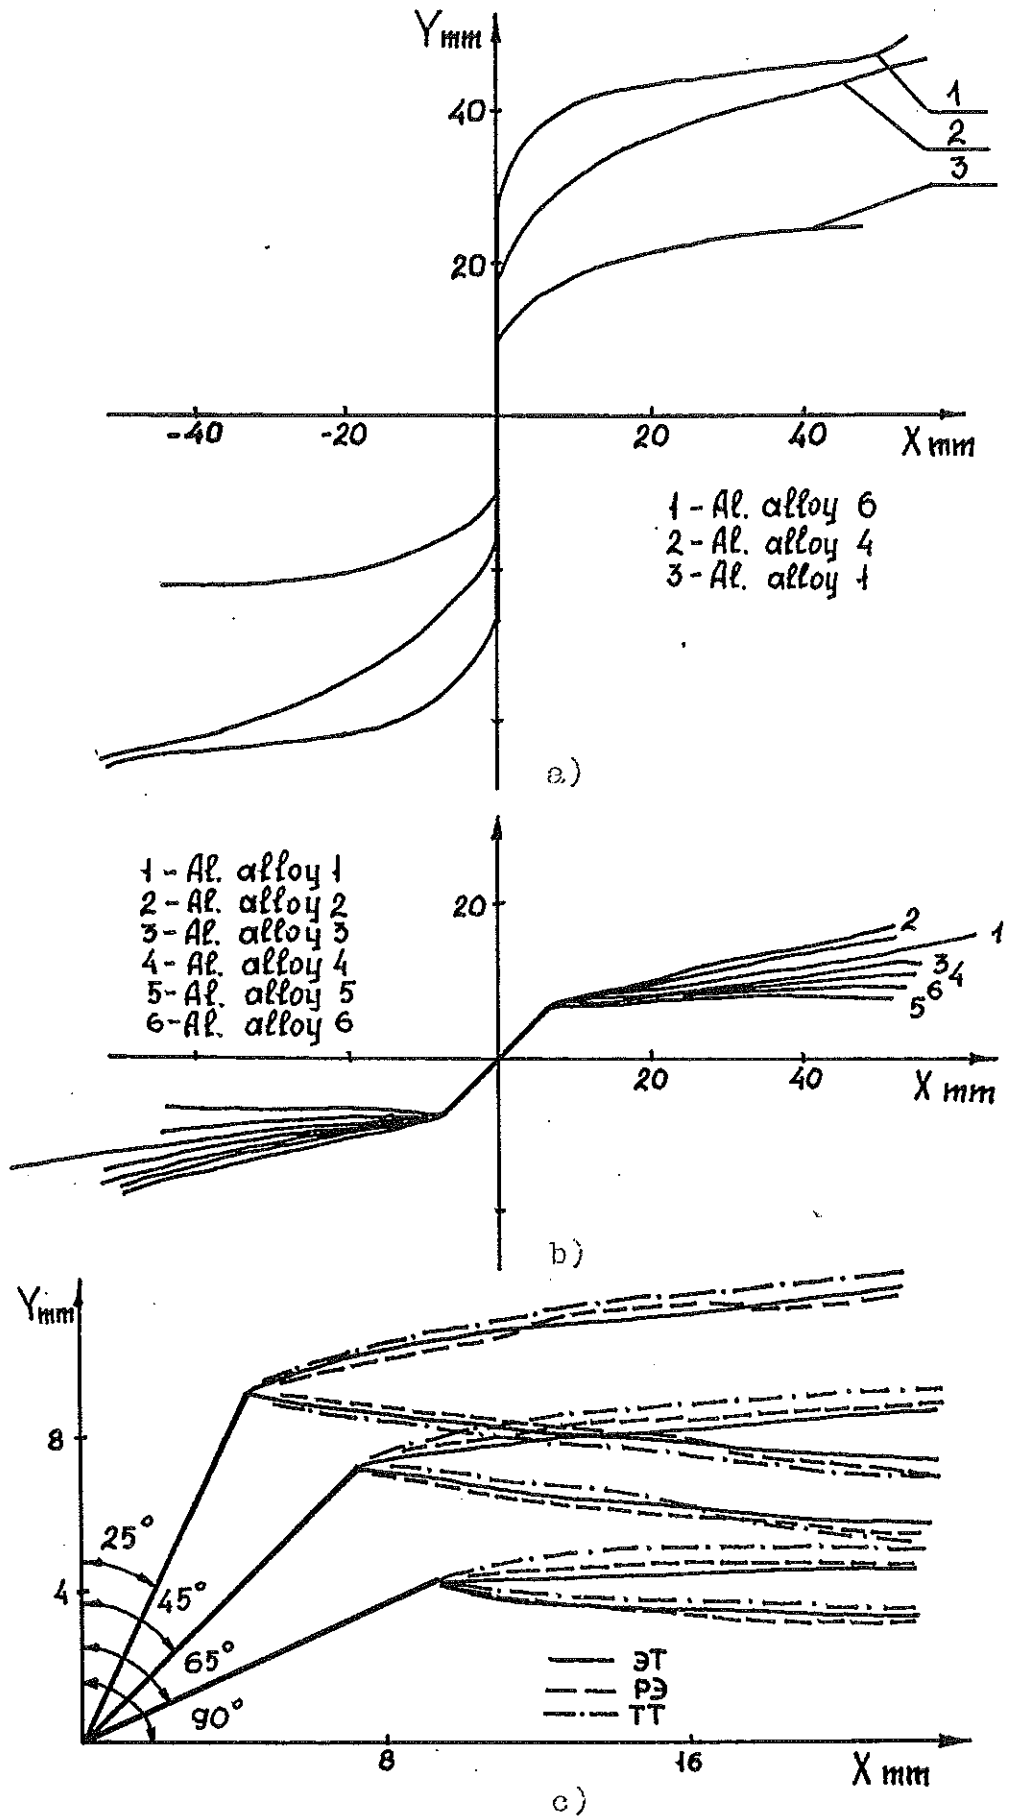 Y mm
40
1
2
3
20
-40 -20 20 40 X mm
1 - Al. alloy 6
2 - Al. alloy 4
3 - Al. alloy 1
a)
1 - Al. alloy 1
2 - Al. alloy 2
3 - Al. alloy 3
4 - Al. alloy 4
5 - Al. alloy 5
6 - Al. alloy 6
20
2
1
3 4
6
5
20 40
X mm
b)
Y mm
8
25°
4
45°
65°
90°
ЭТ
РЭ
ТТ
8 16 X mm
c)